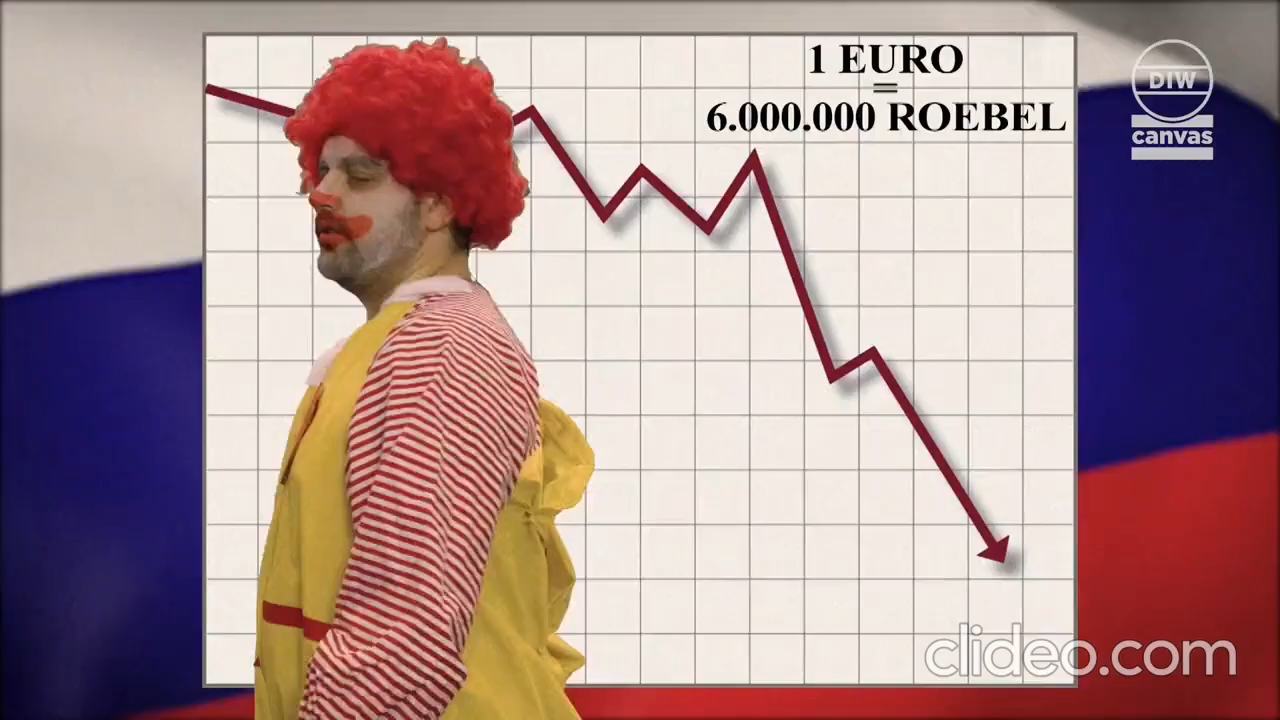 1 EURO
=
6.000.000 ROEBEL
DIW
canvas
clideo.com